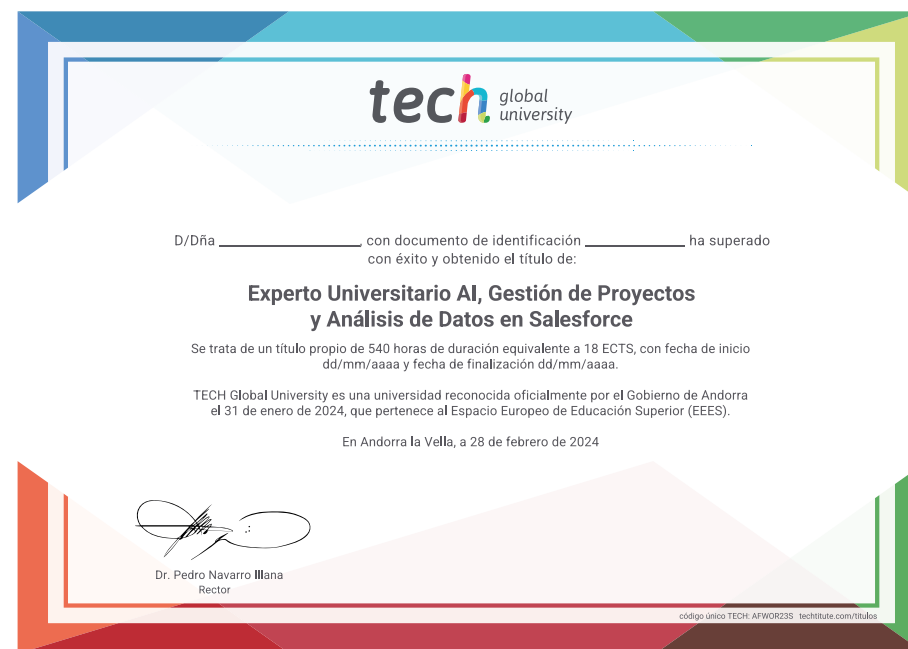 tech global university
D/Dña ____________________, con documento de identificación ______________ ha superado
con éxito y obtenido el título de:
Experto Universitario AI, Gestión de Proyectos
y Análisis de Datos en Salesforce
Se trata de un título propio de 540 horas de duración equivalente a 18 ECTS, con fecha de inicio
dd/mm/aaaa y fecha de finalización dd/mm/aaaa.
TECH Global University es una universidad reconocida oficialmente por el Gobierno de Andorra
el 31 de enero de 2024, que pertenece al Espacio Europeo de Educación Superior (EEES).
En Andorra la Vella, a 28 de febrero de 2024
Dr. Pedro Navarro Illana
Rector
código único TECH: AFWOR23S techtitute.com/titulos